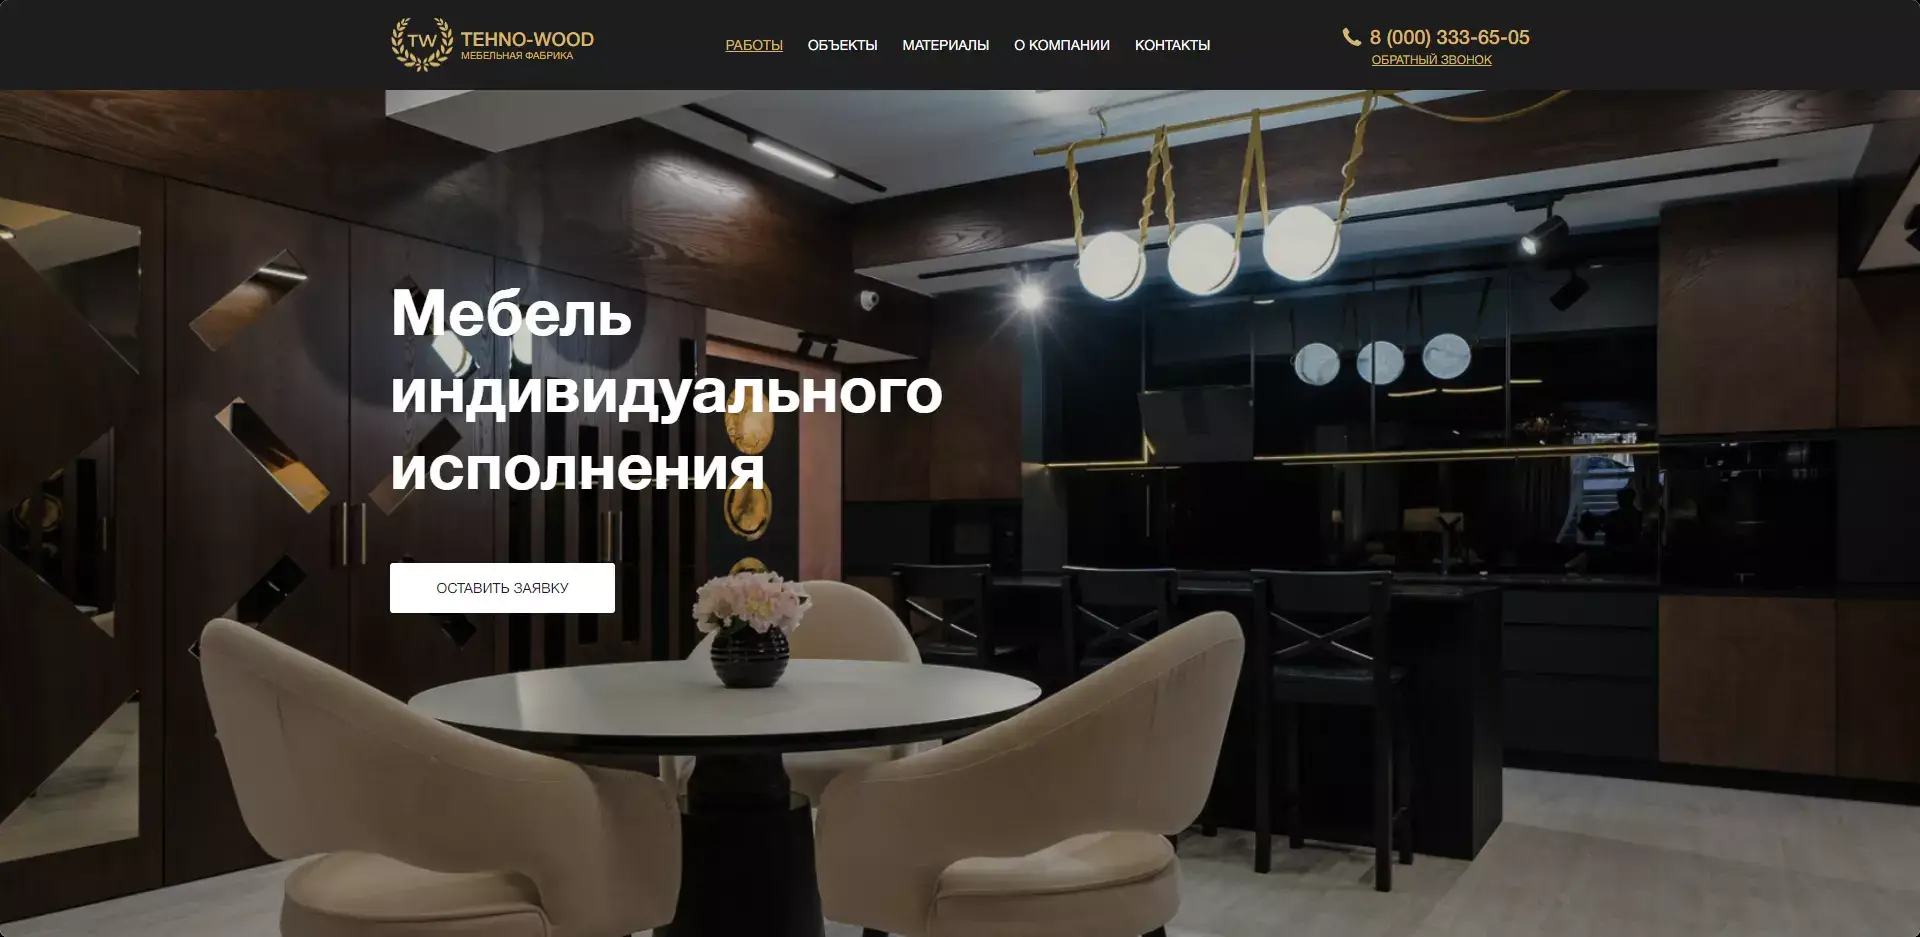 TW
TEHNO-WOOD
МЕБЕЛЬНАЯ ФАБРИКА
РАБОТЫ ОБЪЕКТЫ МАТЕРИАЛЫ О КОМПАНИИ КОНТАКТЫ
8 (000) 333-65-05
ОБРАТНЫЙ ЗВОНОК
Мебель
индивидуального
исполнения
ОСТАВИТЬ ЗАЯВКУ